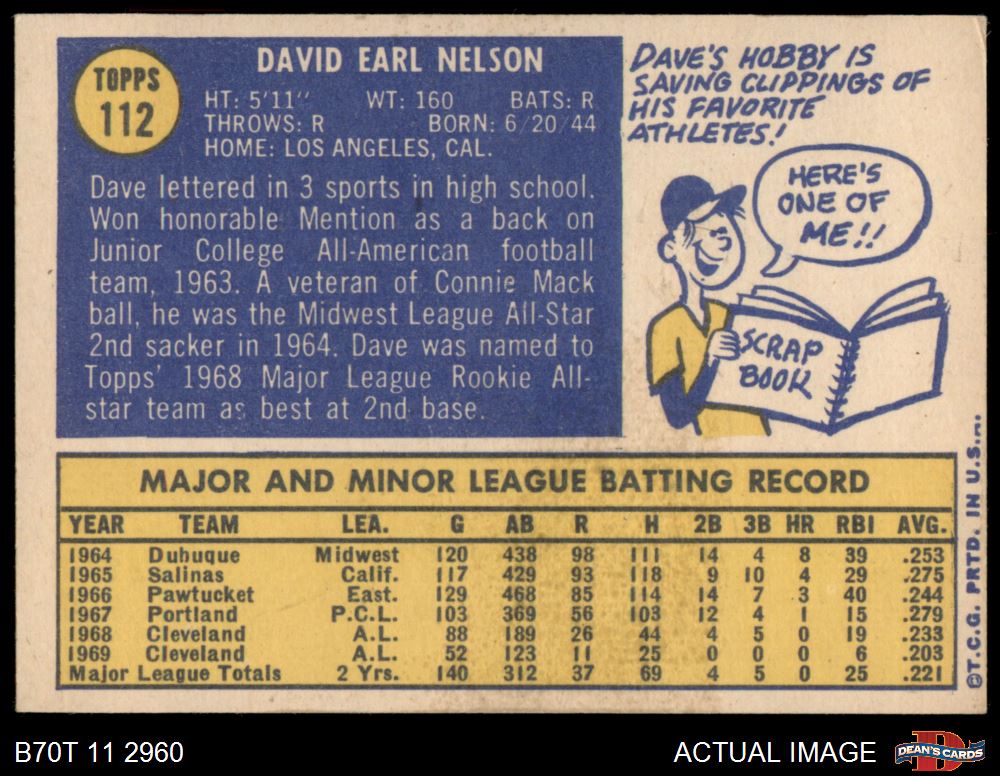 TOPPS
112
DAVID EARL NELSON
HT: 5'11" WT: 160 BATS: R
THROWS: R BORN: 6/20/44
HOME: LOS ANGELES, CAL.
Dave lettered in 3 sports in high school.
Won honorable Mention as a back on
Junior College All-American football
team, 1963. A veteran of Connie Mack
ball, he was the Midwest League All-Star
2nd sacker in 1964. Dave was named to
Topps' 1968 Major League Rookie All-
star team as best at 2nd base.
DAVE'S HOBBY IS
SAVING CLIPPINGS OF
HIS FAVORITE
ATHLETES!
HERE'S
ONE OF
ME!!
SCRAP
BOOK
MAJOR AND MINOR LEAGUE BATTING RECORD
YEAR TEAM LEA. G AB R H 2B 3B HR RBI AVG.
1964 Duhuque Midwest 120 438 98 111 14 4 8 39 .253
1965 Salinas Calif. 117 429 93 118 9 10 4 29 .275
1966 Pawtucket East. 129 468 85 114 14 7 3 40 .244
1967 Portland P.C.L. 103 369 56 103 12 4 1 15 .279
1968 Cleveland A.L. 88 189 26 44 4 5 0 19 .233
1969 Cleveland A.L. 52 123 11 25 0 0 0 6 .203
Major League Totals 2 Yrs. 140 312 37 69 4 5 0 25 .221
©T.C.G. PRTD. IN U.S.A.
B70T 11 2960
ACTUAL IMAGE
DEAN'S CARDS